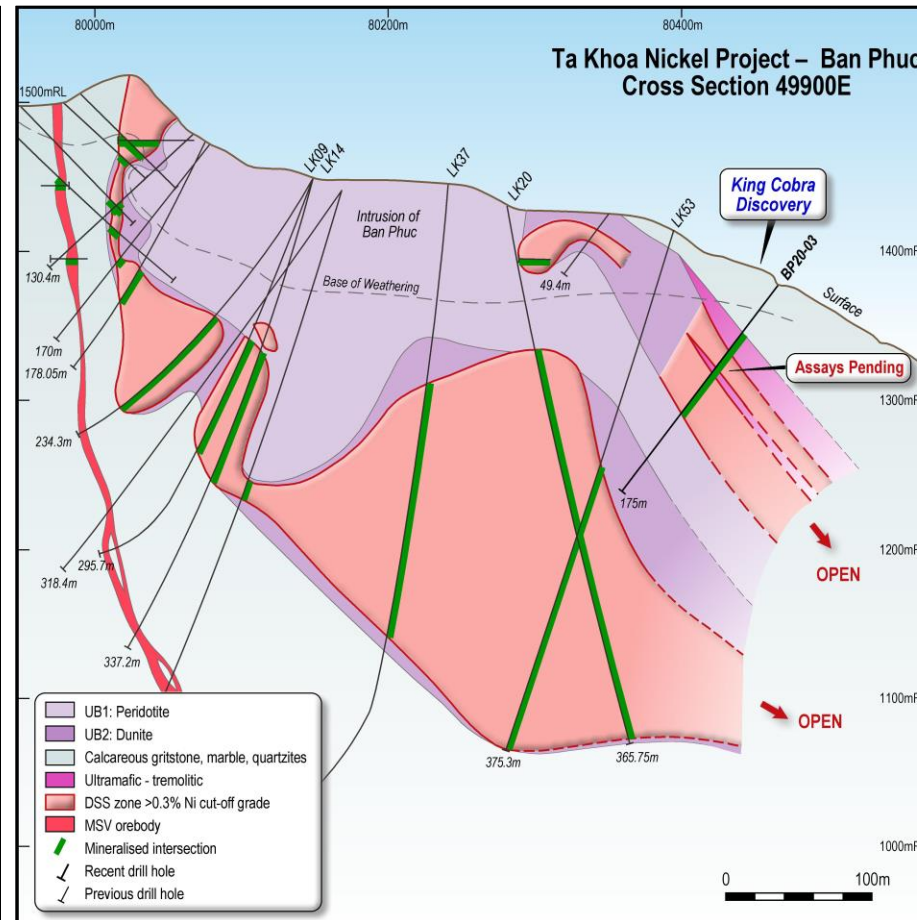 80000m
80200m
80400m
Ta Khoa Nickel Project – Ban Phuc
Cross Section 49900E
1500mRL
LK09
LK14
LK37
LK20
LK53
BP20-03
King Cobra
Discovery
Intrusion of
Ban Phuc
Base of Weathering
Surface
1400mR
49.4m
130.4m
170m
178.05m
Assays Pending
1300mR
234.3m
175m
295.7m
318.4m
1200mR
OPEN
337.2m
1100mR
OPEN
375.3m
365.75m
1000mR
UB1: Peridotite
UB2: Dunite
Calcareous gritstone, marble, quartzites
Ultramafic - tremolitic
DSS zone >0.3% Ni cut-off grade
MSV orebody
Mineralised intersection
Recent drill hole
Previous drill hole
0
100m